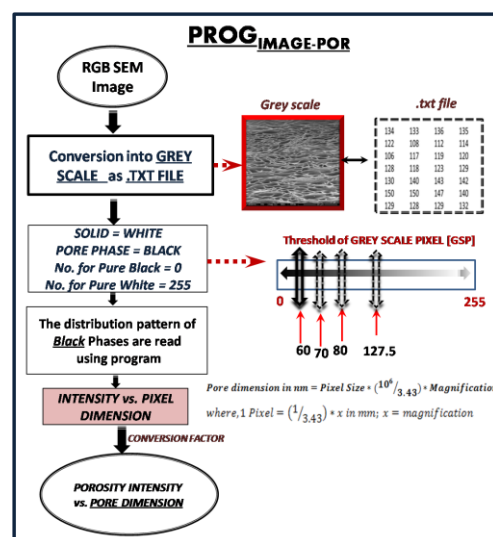 PROG IMAGE-POR
RGB SEM
Image
Grey scale
.txt file
134 133 136 135
122 108 112 114
106 117 119 120
128 118 123 129
130 140 143 142
150 150 147 140
129 128 129 132
Conversion into GREY
SCALE as .TXT FILE
SOLID = WHITE
PORE PHASE = BLACK
No. for Pure Black = 0
No. for Pure White = 255
Threshold of GREY SCALE PIXEL [GSP]
0
255
60
70
80
127.5
The distribution pattern of
Black Phases are read
using program
INTENSITY vs. PIXEL
DIMENSION
Pore dimension in nm = Pixel Size * (10⁶/3.43) * Magnification
where, 1 Pixel = (1/3.43) * x in mm; x = magnification
CONVERSION FACTOR
POROSITY INTENSITY
vs. PORE DIMENSION